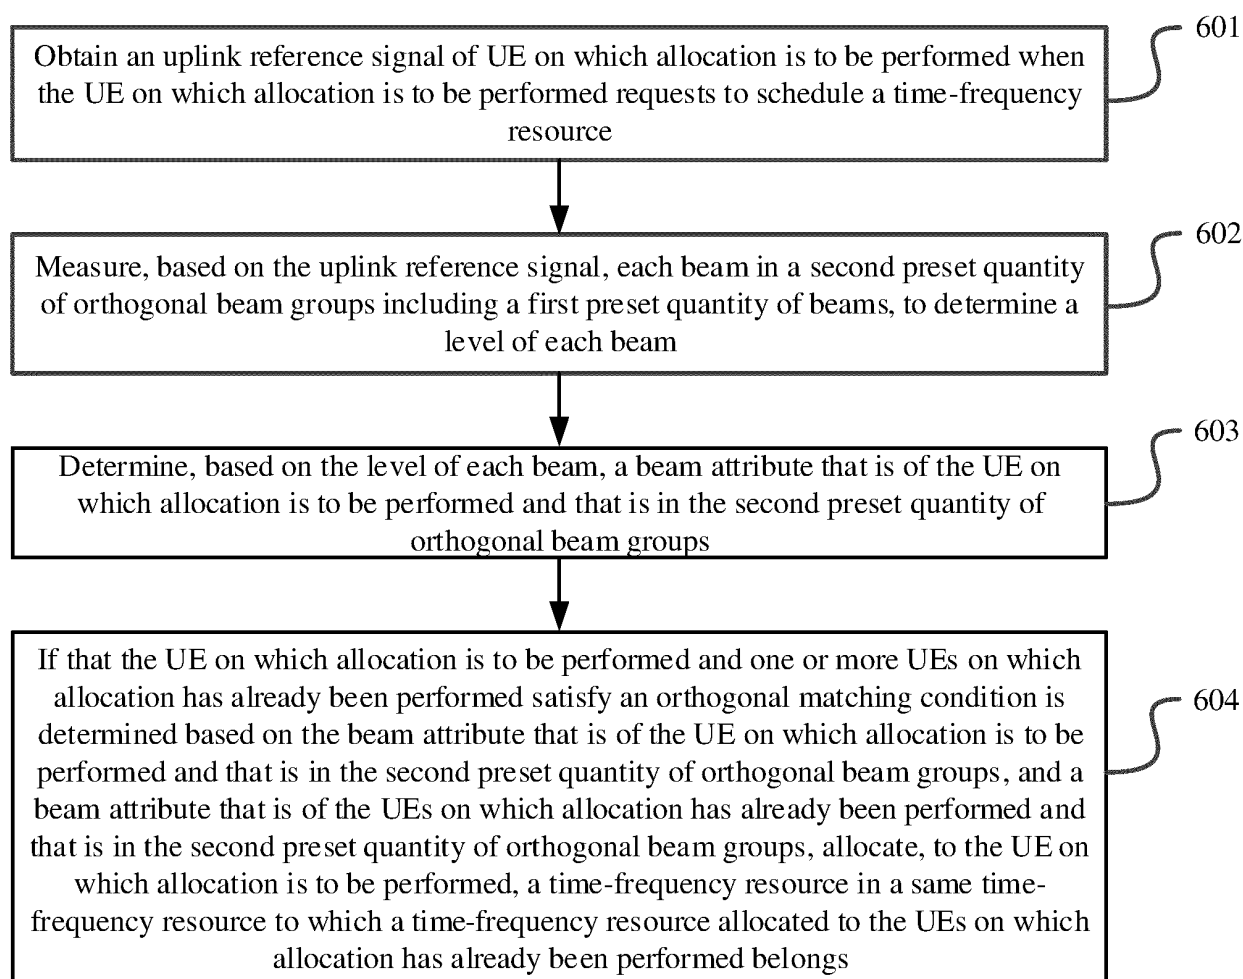 601
Obtain an uplink reference signal of UE on which allocation is to be performed when
the UE on which allocation is to be performed requests to schedule a time-frequency
resource
602
Measure, based on the uplink reference signal, each beam in a second preset quantity
of orthogonal beam groups including a first preset quantity of beams, to determine a
level of each beam
603
Determine, based on the level of each beam, a beam attribute that is of the UE on
which allocation is to be performed and that is in the second preset quantity of
orthogonal beam groups
If that the UE on which allocation is to be performed and one or more UEs on which
allocation has already been performed satisfy an orthogonal matching condition is
604
determined based on the beam attribute that is of the UE on which allocation is to be
performed and that is in the second preset quantity of orthogonal beam groups, and a
beam attribute that is of the UEs on which allocation has already been performed and
that is in the second preset quantity of orthogonal beam groups, allocate, to the UE on
which allocation is to be performed, a time-frequency resource in a same time-
frequency resource to which a time-frequency resource allocated to the UEs on which
allocation has already been performed belongs